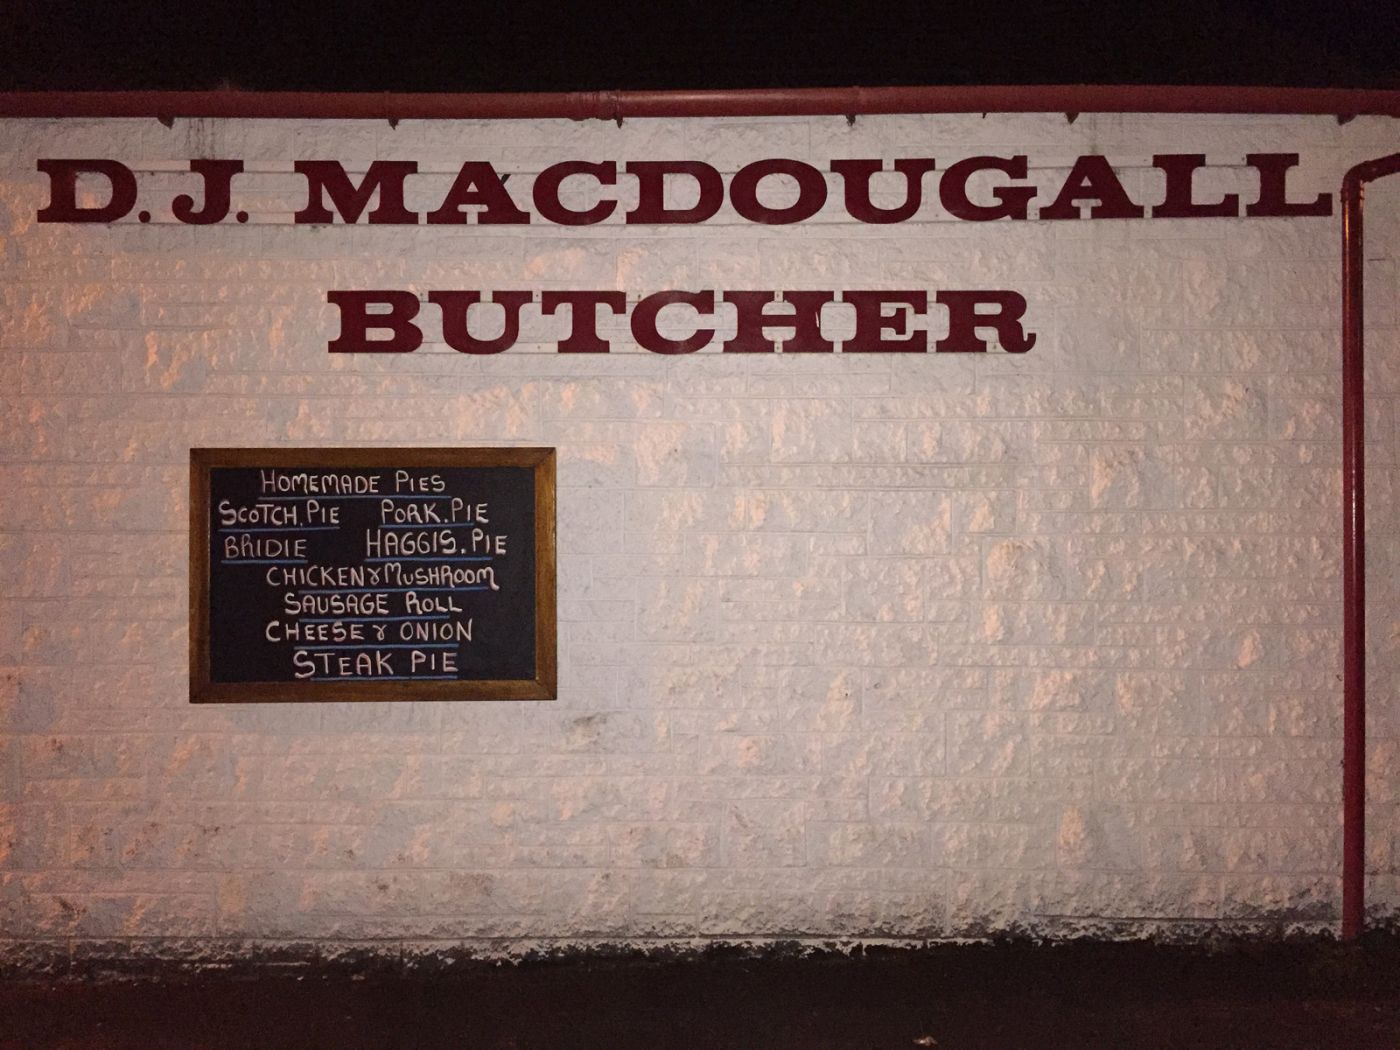 D.J. MACDOUGALL
BUTCHER
HOMEMADE PIES
SCOTCH.PIE PORK.PIE
BRIDIE HAGGIS.PIE
CHICKEN & MUSHROOM
SAUSAGE ROLL
CHEESE & ONION
STEAK PIE